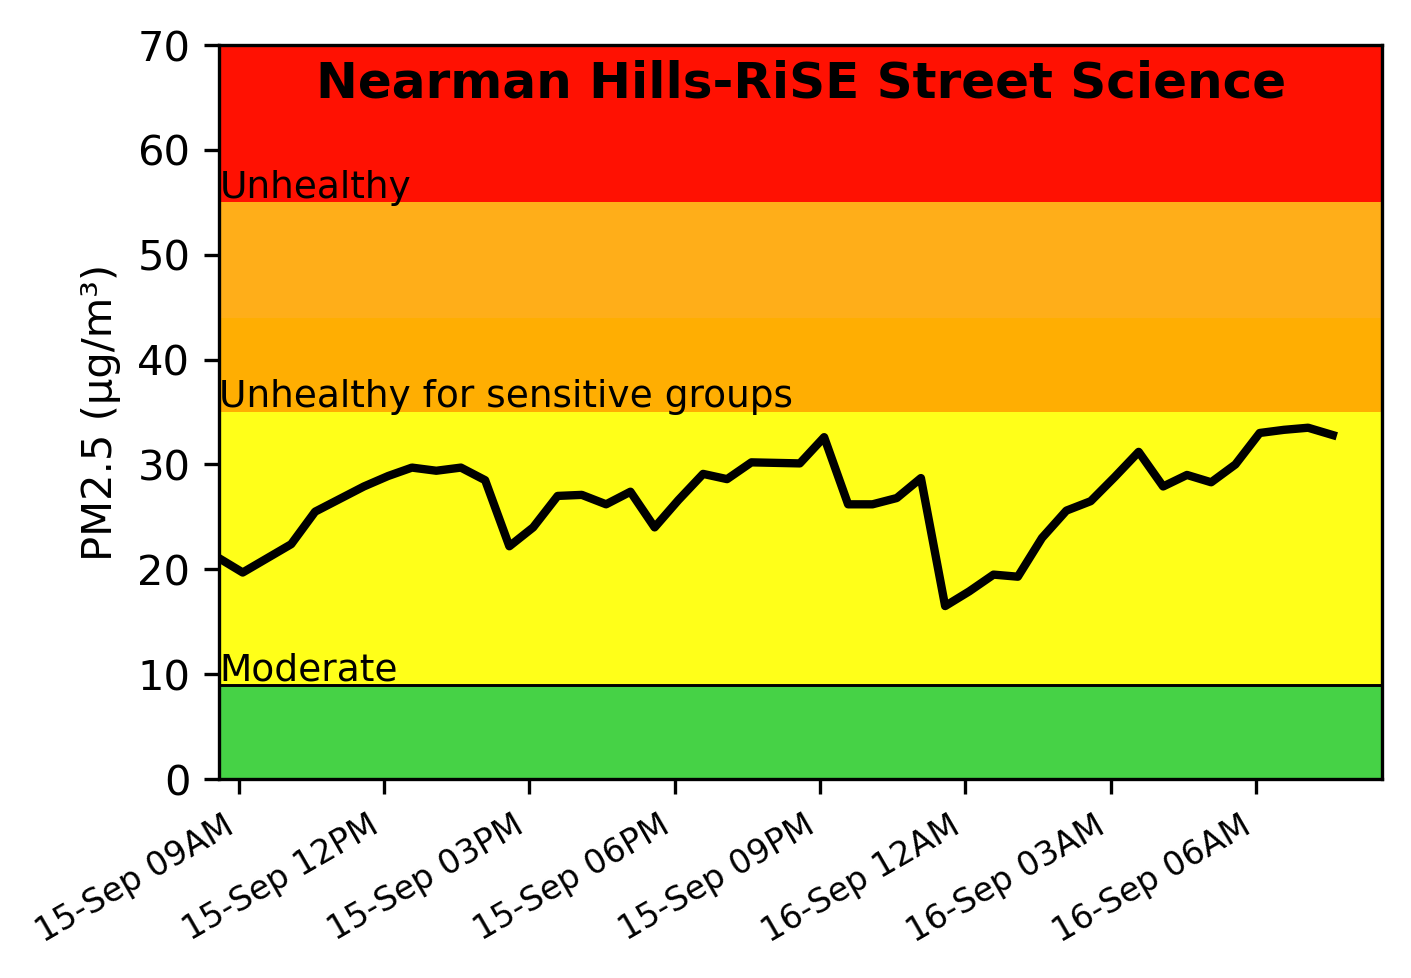 Nearman Hills-RiSE Street Science
70
60
50
40
30
20
10
0
PM2.5 (µg/m³)
Unhealthy
Unhealthy for sensitive groups
Moderate
15-Sep 09AM
15-Sep 12PM
15-Sep 03PM
15-Sep 06PM
15-Sep 09PM
16-Sep 12AM
16-Sep 03AM
16-Sep 06AM